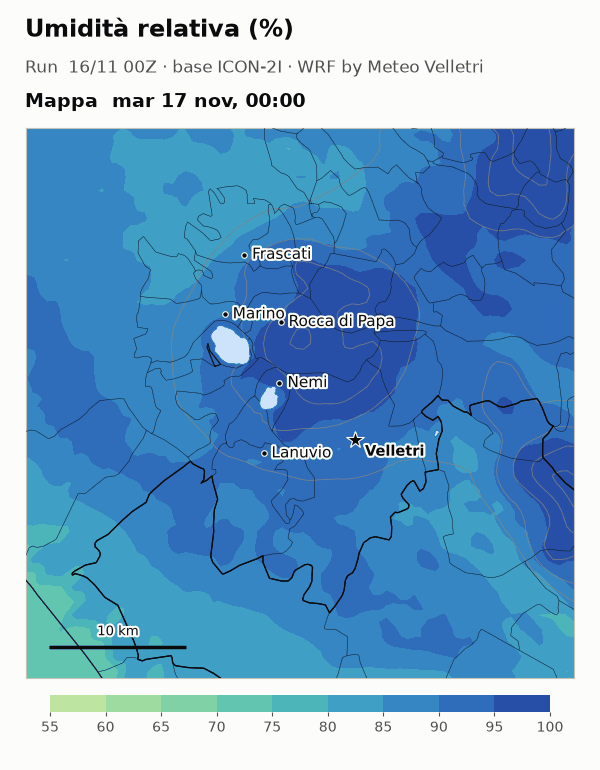 Umidità relativa (%)
Run  16/11 00Z · base ICON-2I · WRF by Meteo Velletri
Mappa  mar 17 nov, 00:00
Frascati
Marino
Rocca di Papa
Nemi
Velletri
Lanuvio
10 km
55 60 65 70 75 80 85 90 95 100